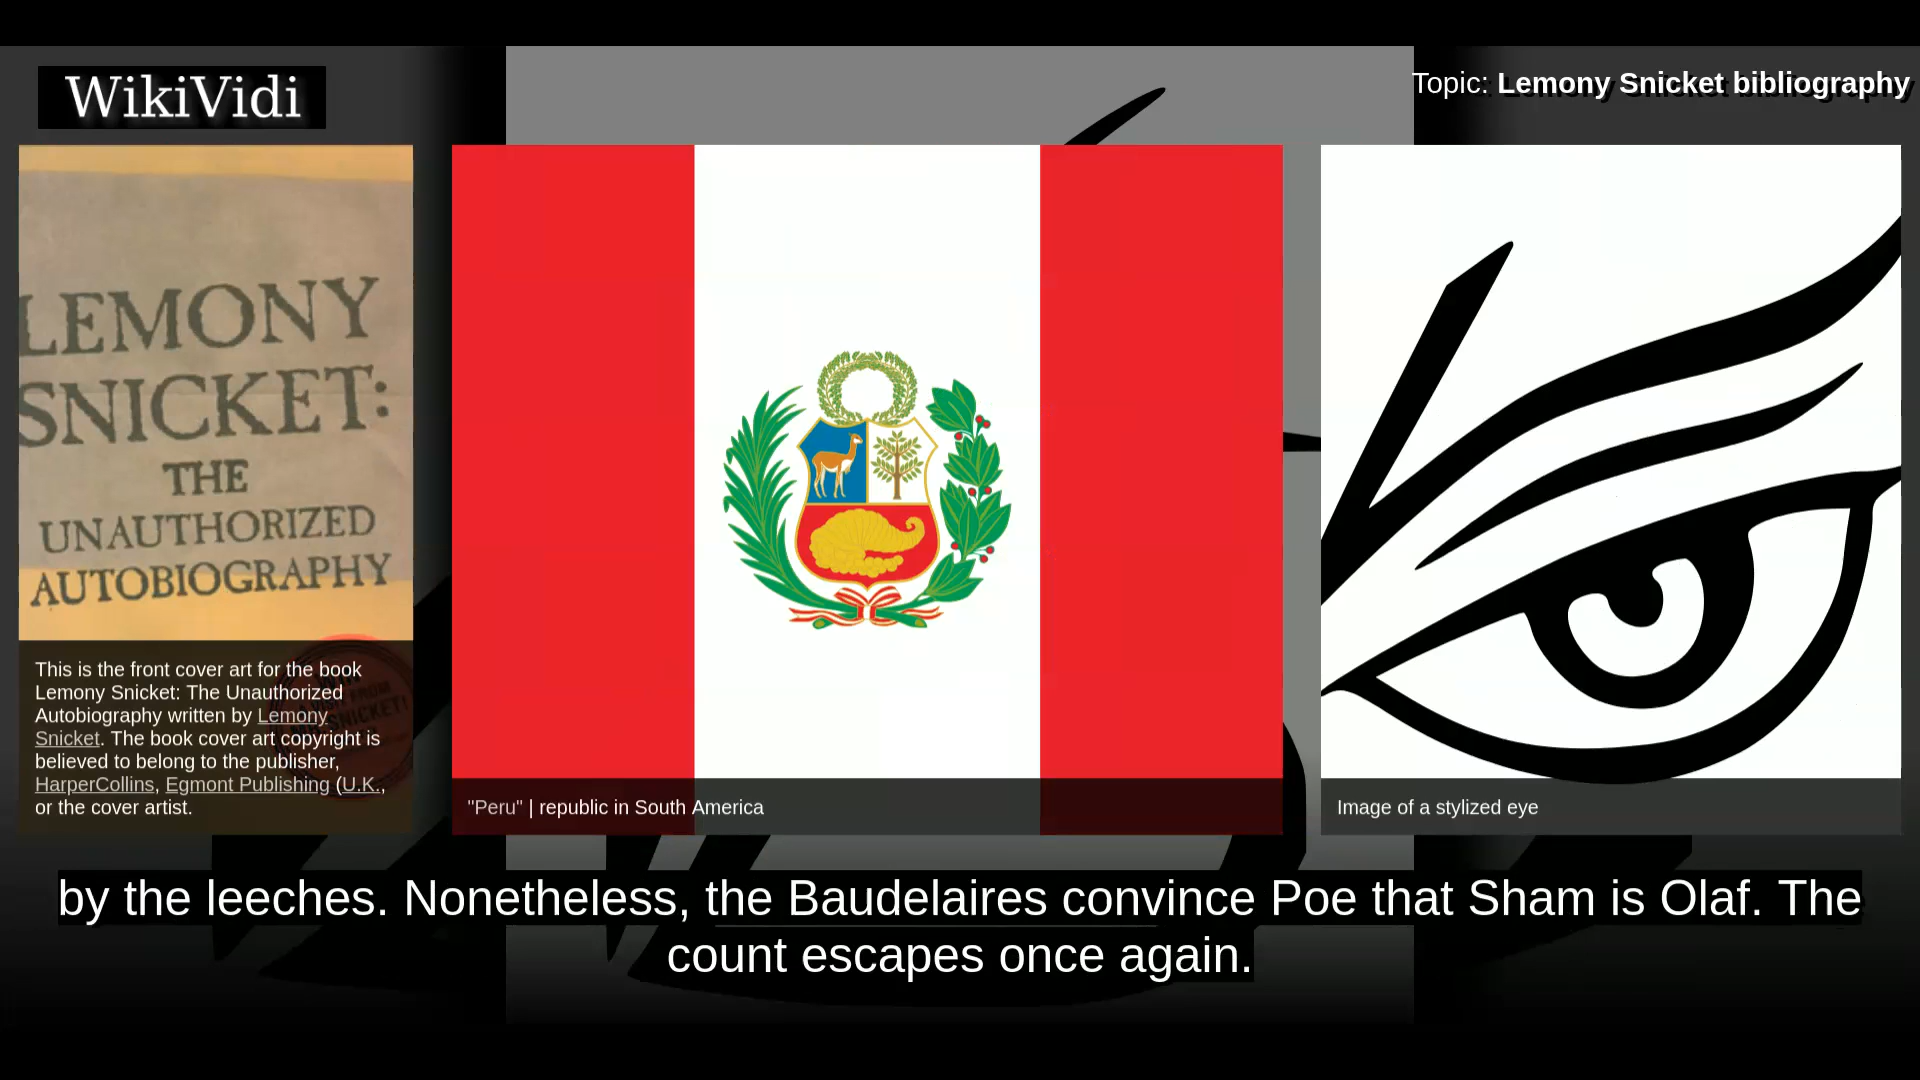 WikiVidi
Topic: Lemony Snicket bibliography
LEMONY
SNICKET:
THE
UNAUTHORIZED
AUTOBIOGRAPHY
This is the front cover art for the book
Lemony Snicket: The Unauthorized
Autobiography written by Lemony
Snicket. The book cover art copyright is
believed to belong to the publisher,
HarperCollins, Egmont Publishing (U.K.,
or the cover artist.
"Peru" | republic in South America
Image of a stylized eye
by the leeches. Nonetheless, the Baudelaires convince Poe that Sham is Olaf. The
count escapes once again.